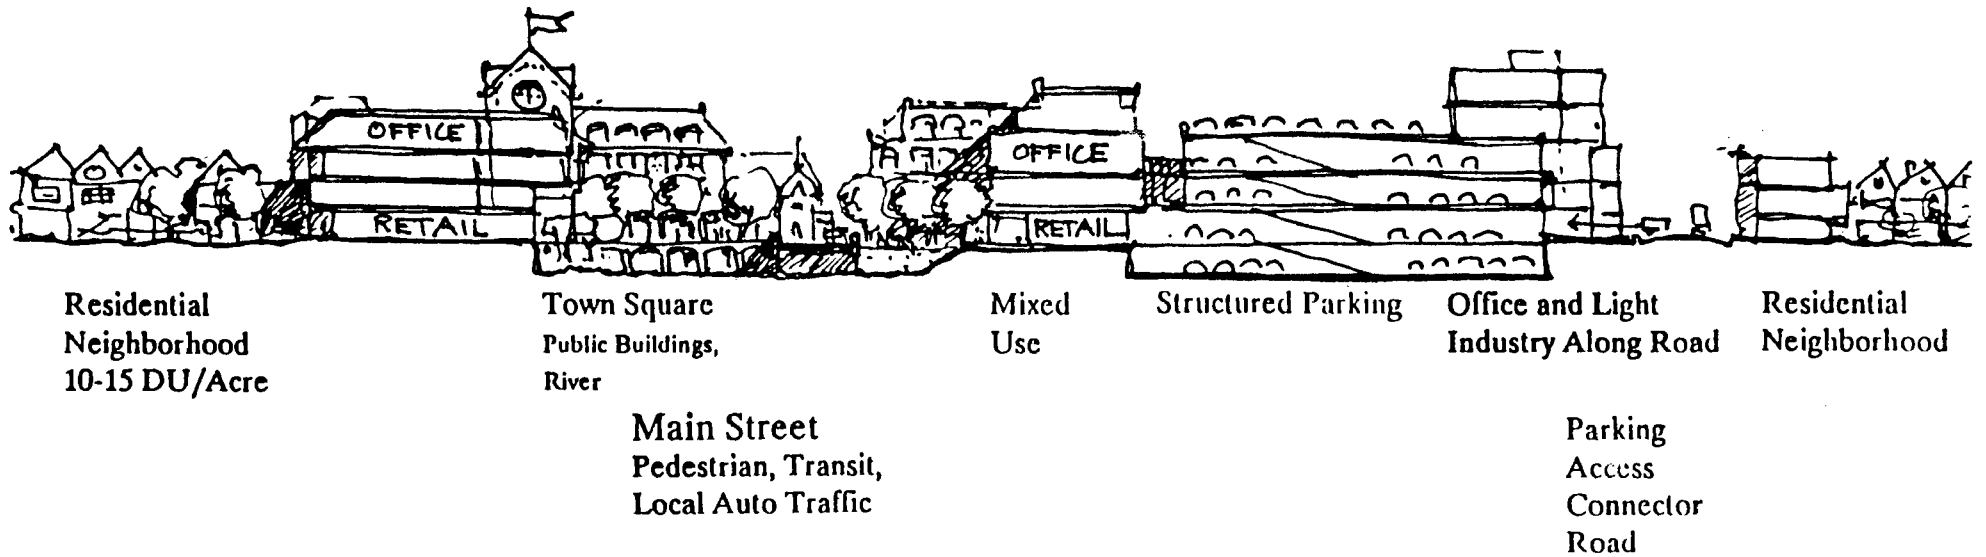 OFFICE
RETAIL
OFFICE
RETAIL
Residential
Neighborhood
10-15 DU/Acre
Town Square
Public Buildings,
River
Main Street
Pedestrian, Transit,
Local Auto Traffic
Mixed
Use
Structured Parking
Office and Light
Industry Along Road
Parking
Access
Connector
Road
Residential
Neighborhood